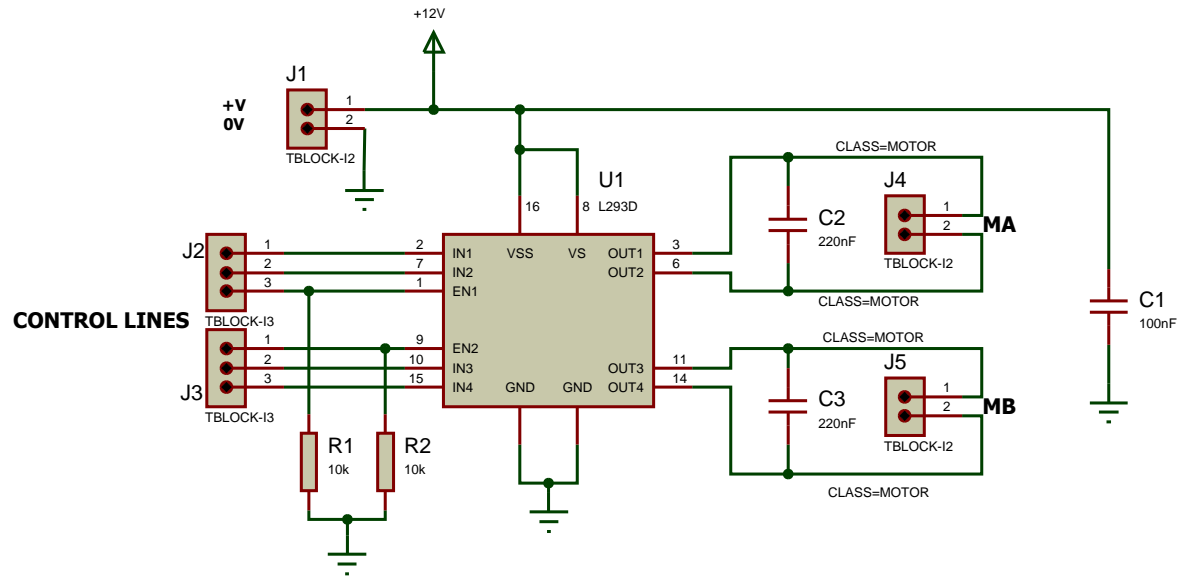 +12V
J1
+V
0V
1
2
TBLOCK-I2
U1
L293D
16
8
VSS
VS
J2
1
2
3
TBLOCK-I3
2
7
1
IN1
IN2
EN1
OUT1
OUT2
3
6
CONTROL LINES
J3
1
2
3
TBLOCK-I3
9
10
15
EN2
IN3
IN4
GND
GND
OUT3
OUT4
11
14
CLASS=MOTOR
C2
220nF
J4
1
2
MA
TBLOCK-I2
CLASS=MOTOR
C1
100nF
CLASS=MOTOR
C3
220nF
J5
1
2
MB
TBLOCK-I2
CLASS=MOTOR
R1
10k
R2
10k